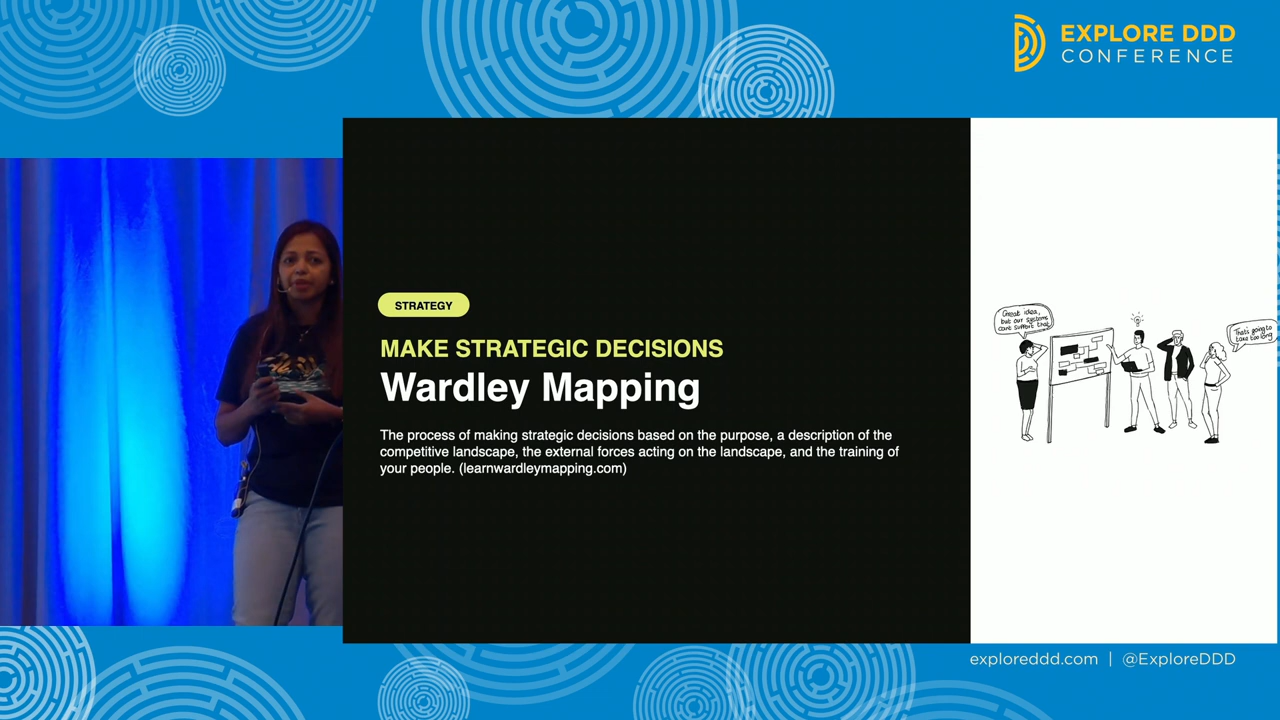 EXPLORE DDD
CONFERENCE
STRATEGY
MAKE STRATEGIC DECISIONS
Wardley Mapping
The process of making strategic decisions based on the purpose, a description of the
competitive landscape, the external forces acting on the landscape, and the training of
your people. (learnwardleymapping.com)
Great idea,
but our systems
cant support that
That's going to
take too long
exploreddd.com | @ExploreDDD